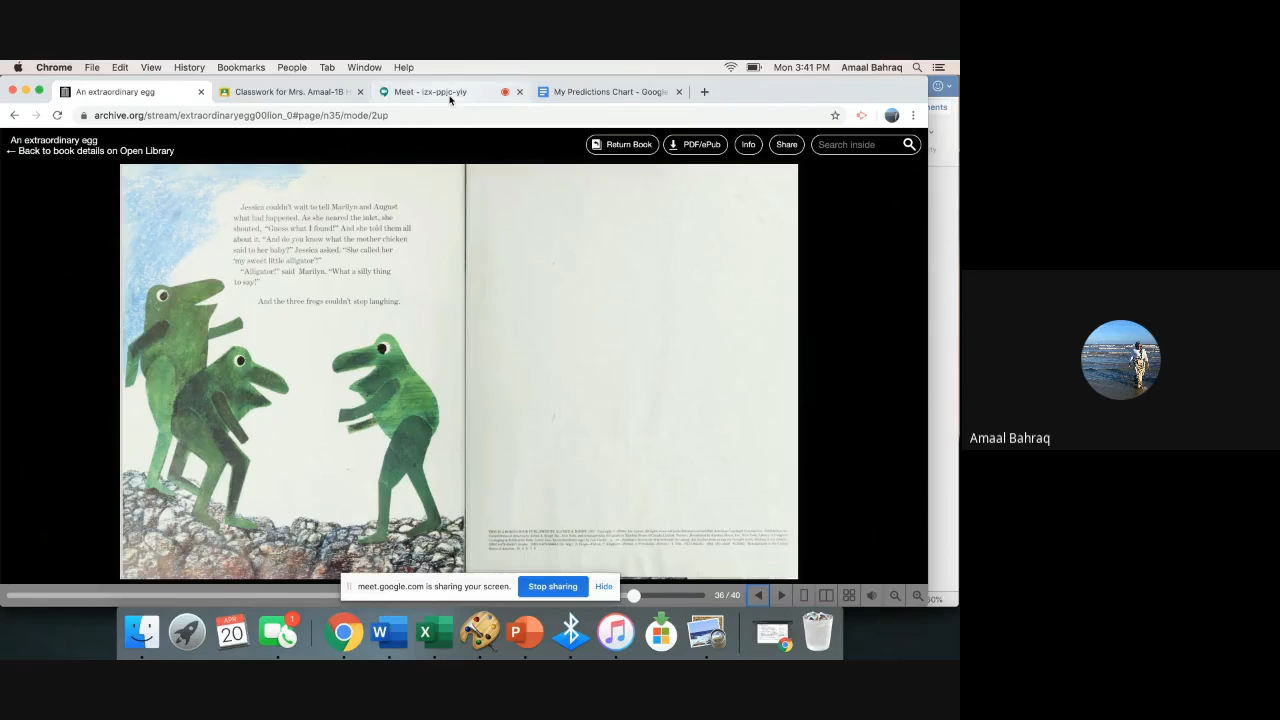 Chrome File Edit View History Bookmarks People Tab Window Help Mon 3:41 PM Amaal Bahraq
An extraordinary egg Classwork for Mrs. Amaal-1B H Meet - izx-ppjc-yiy My Predictions Chart - Google
archive.org/stream/extraordinaryegg00lion_0#page/n35/mode/2up
An extraordinary egg
← Back to book details on Open Library
Return Book PDF/ePub Info Share Search inside
Jessica couldn't wait to tell Marilyn and August
what had happened. As she neared the inlet, she
shouted, "Guess what I found!" And she told them all
about it. "And do you know what the mother chicken
said to her baby?" Jessica asked. "She called her
'my sweet little alligator'!"
"Alligator!" said Marilyn. "What a silly thing
to say!"
And the three frogs couldn't stop laughing.
meet.google.com is sharing your screen. Stop sharing Hide
36 / 40
APR
20
1
W X P
Amaal Bahraq